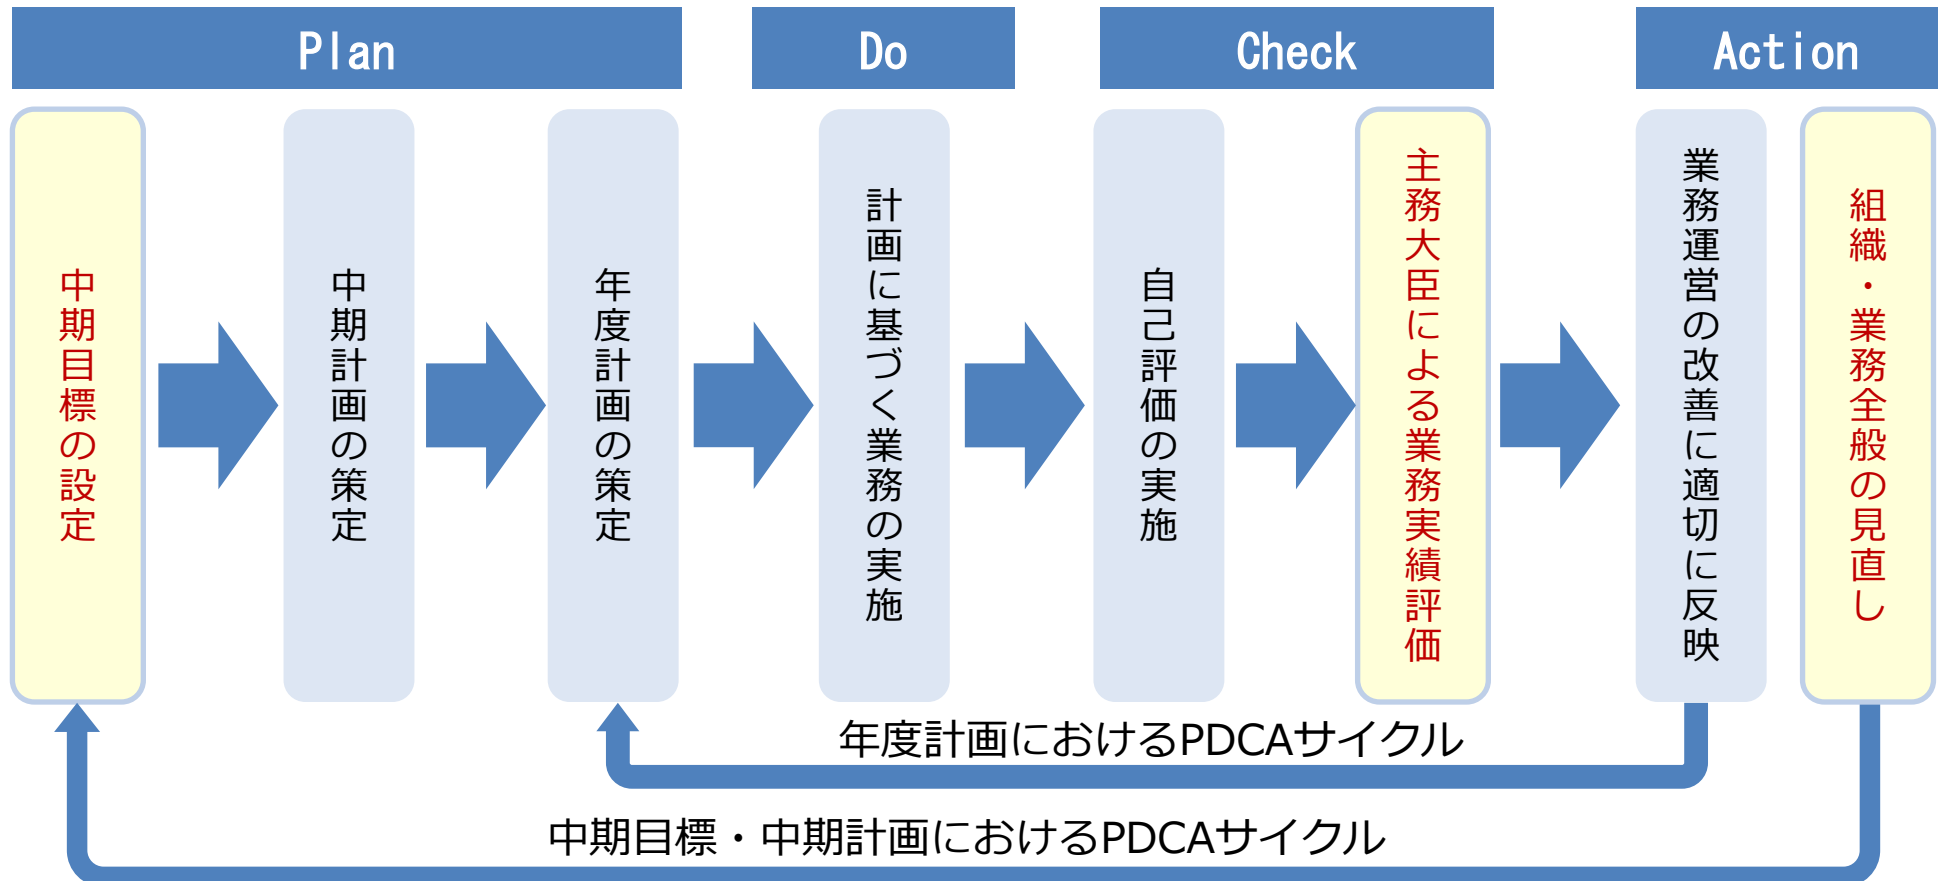 Plan
Do
Check
Action
中期目標の設定
中期計画の策定
年度計画の策定
計画に基づく業務の実施
自己評価の実施
主務大臣による業務実績評価
業務運営の改善に適切に反映
組織・業務全般の見直し
年度計画におけるPDCAサイクル
中期目標・中期計画におけるPDCAサイクル